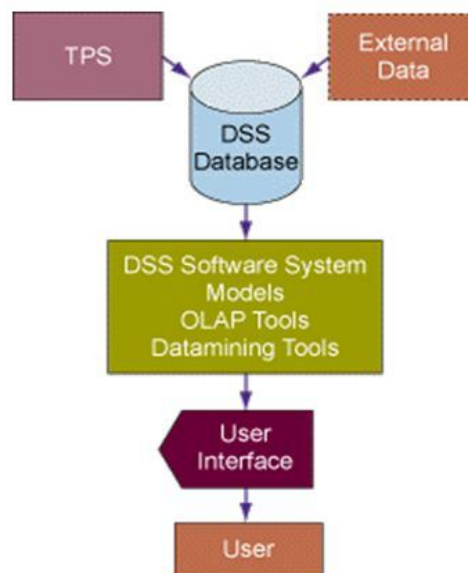 TPS
External
Data
DSS
Database
DSS Software System
Models
OLAP Tools
Datamining Tools
User
Interface
User